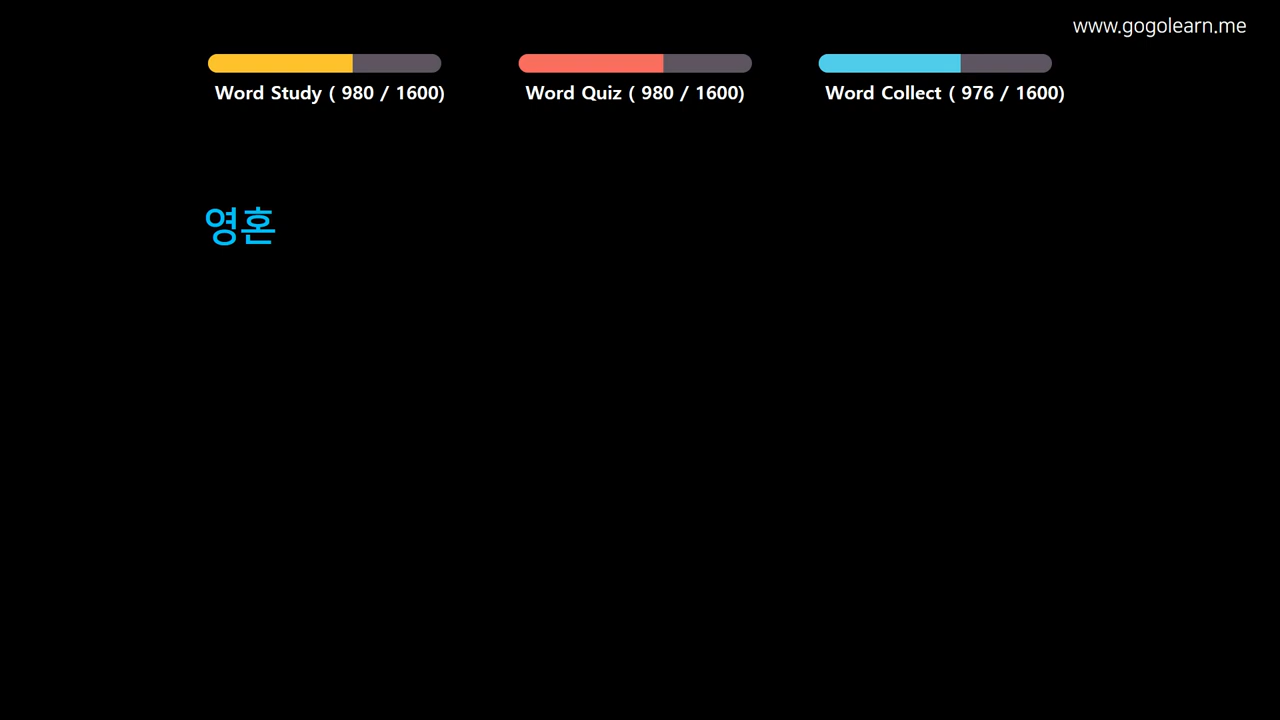 www.gogolearn.me
Word Study ( 980 / 1600)
Word Quiz ( 980 / 1600)
Word Collect ( 976 / 1600)
영혼